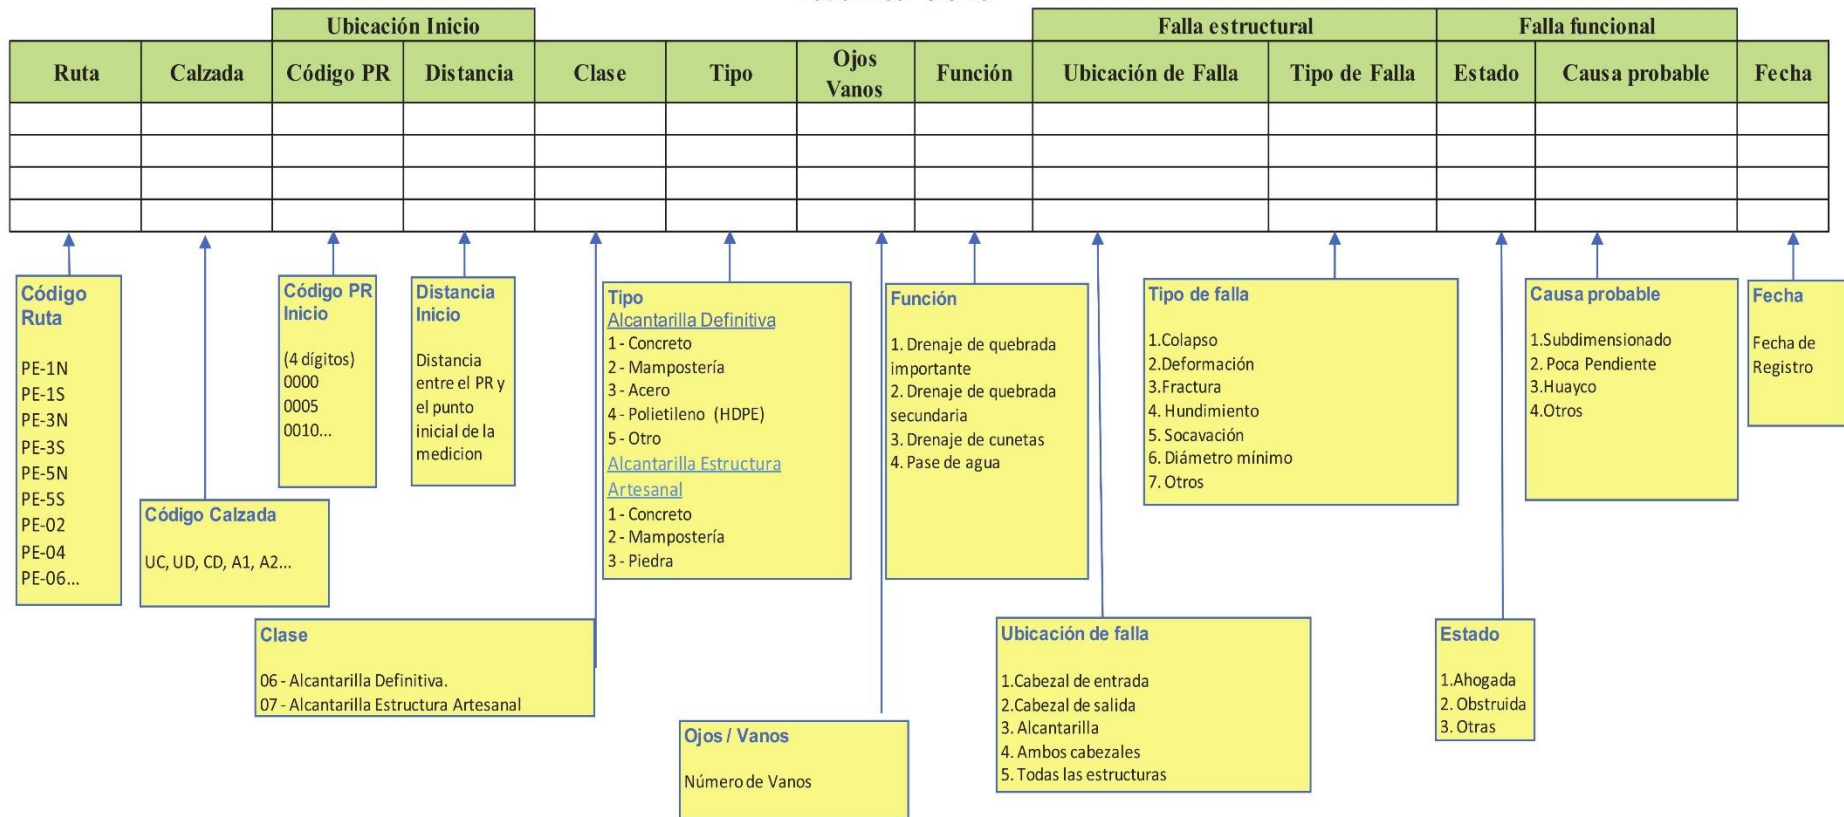 Ubicación Inicio
Falla estructural
Falla funcional
Ruta
Calzada
Código PR
Distancia
Clase
Tipo
Ojos
Vanos
Función
Ubicación de Falla
Tipo de Falla
Estado
Causa probable
Fecha
Código
Ruta
PE-1N
PE-1S
PE-3N
PE-3S
PE-5N
PE-5S
PE-02
PE-04
PE-06...
Código Calzada
UC, UD, CD, A1, A2...
Código PR
Inicio
(4 dígitos)
0000
0005
0010...
Distancia
Inicio
Distancia
entre el PR y
el punto
inicial de la
medicion
Clase
06 - Alcantarilla Definitiva.
07 - Alcantarilla Estructura Artesanal
Tipo
Alcantarilla Definitiva
1 - Concreto
2 - Mampostería
3 - Acero
4 - Polietileno (HDPE)
5 - Otro
Alcantarilla Estructura
Artesanal
1 - Concreto
2 - Mampostería
3 - Piedra
Ojos / Vanos
Número de Vanos
Función
1. Drenaje de quebrada
importante
2. Drenaje de quebrada
secundaria
3. Drenaje de cunetas
4. Pase de agua
Ubicación de falla
1.Cabezal de entrada
2.Cabezal de salida
3. Alcantarilla
4. Ambos cabezales
5. Todas las estructuras
Tipo de falla
1.Colapso
2.Deformación
3.Fractura
4. Hundimiento
5. Socavación
6. Diámetro mínimo
7. Otros
Estado
1.Ahogada
2. Obstruida
3. Otras
Causa probable
1.Subdimensionado
2. Poca Pendiente
3.Huayco
4.Otros
Fecha
Fecha de
Registro